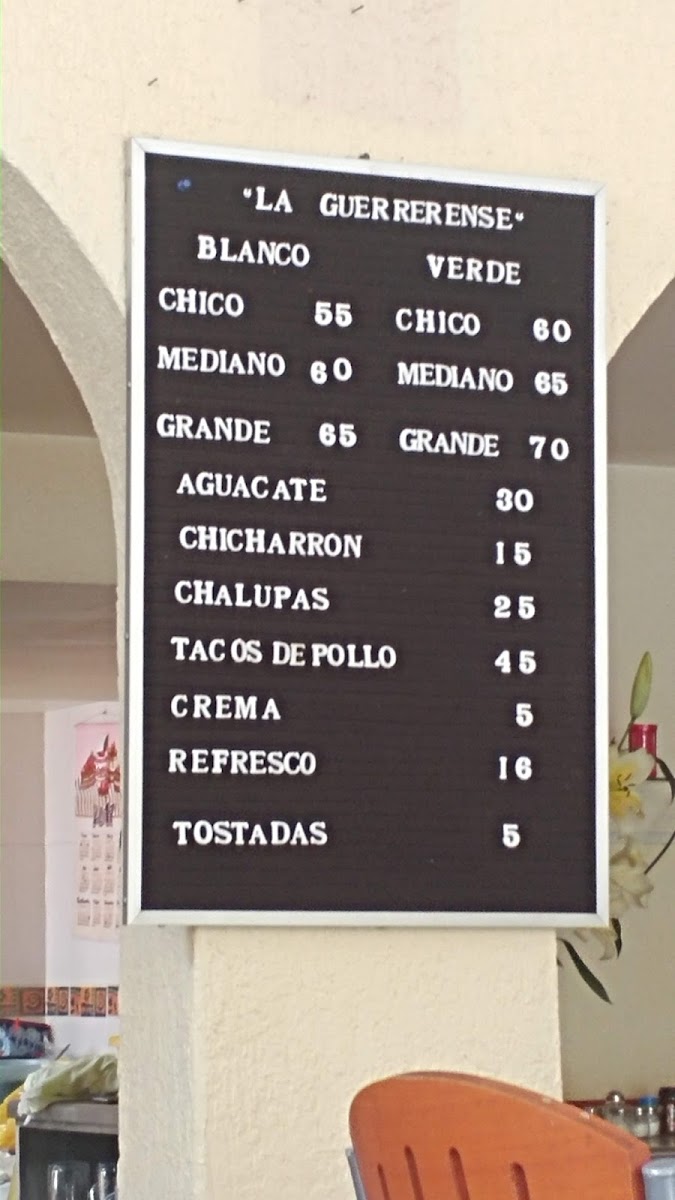 "LA GUERRERENSE"
BLANCO VERDE
CHICO 55 CHICO 60
MEDIANO 60 MEDIANO 65
GRANDE 65 GRANDE 70
AGUACATE 30
CHICHARRON 15
CHALUPAS 25
TACOS DE POLLO 45
CREMA 5
REFRESCO 16
TOSTADAS 5